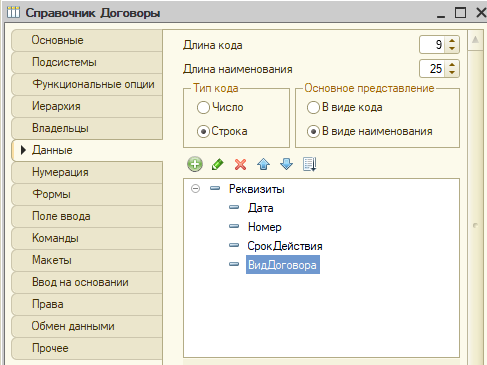 Справочник Договоры
Основные
Подсистемы
Функциональные опции
Иерархия
Владельцы
Данные
Нумерация
Формы
Поле ввода
Команды
Макеты
Ввод на основании
Права
Обмен данными
Прочее
Длина кода 9
Длина наименования 25
Тип кода
Число
Строка
Основное представление
В виде кода
В виде наименования
Реквизиты
Дата
Номер
СрокДействия
ВидДоговора